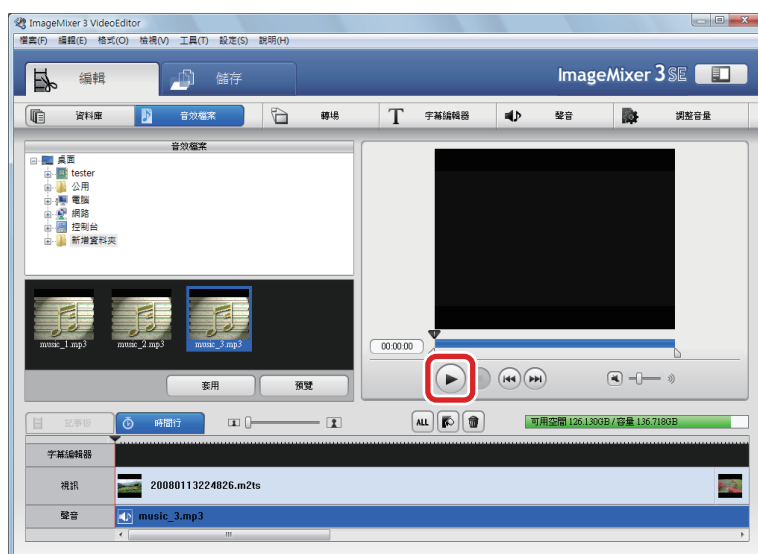 ImageMixer 3 VideoEditor
檔案(F) 編輯(E) 格式(O) 檢視(V) 工具(T) 設定(S) 說明(H)
編輯 儲存 ImageMixer 3 SE
資料庫 音效檔案 轉場 T 字幕編輯器 聲音 調整音量
音效檔案
桌面
tester
公用
電腦
網路
控制台
新增資料夾
music_1.mp3 music_2.mp3 music_3.mp3
00:00:00
套用 預覽
記事板 時間行 ALL 可用空間 126.130GB / 容量 136.718GB
字幕編輯器
視訊 20080113224826.m2ts
聲音 music_3.mp3